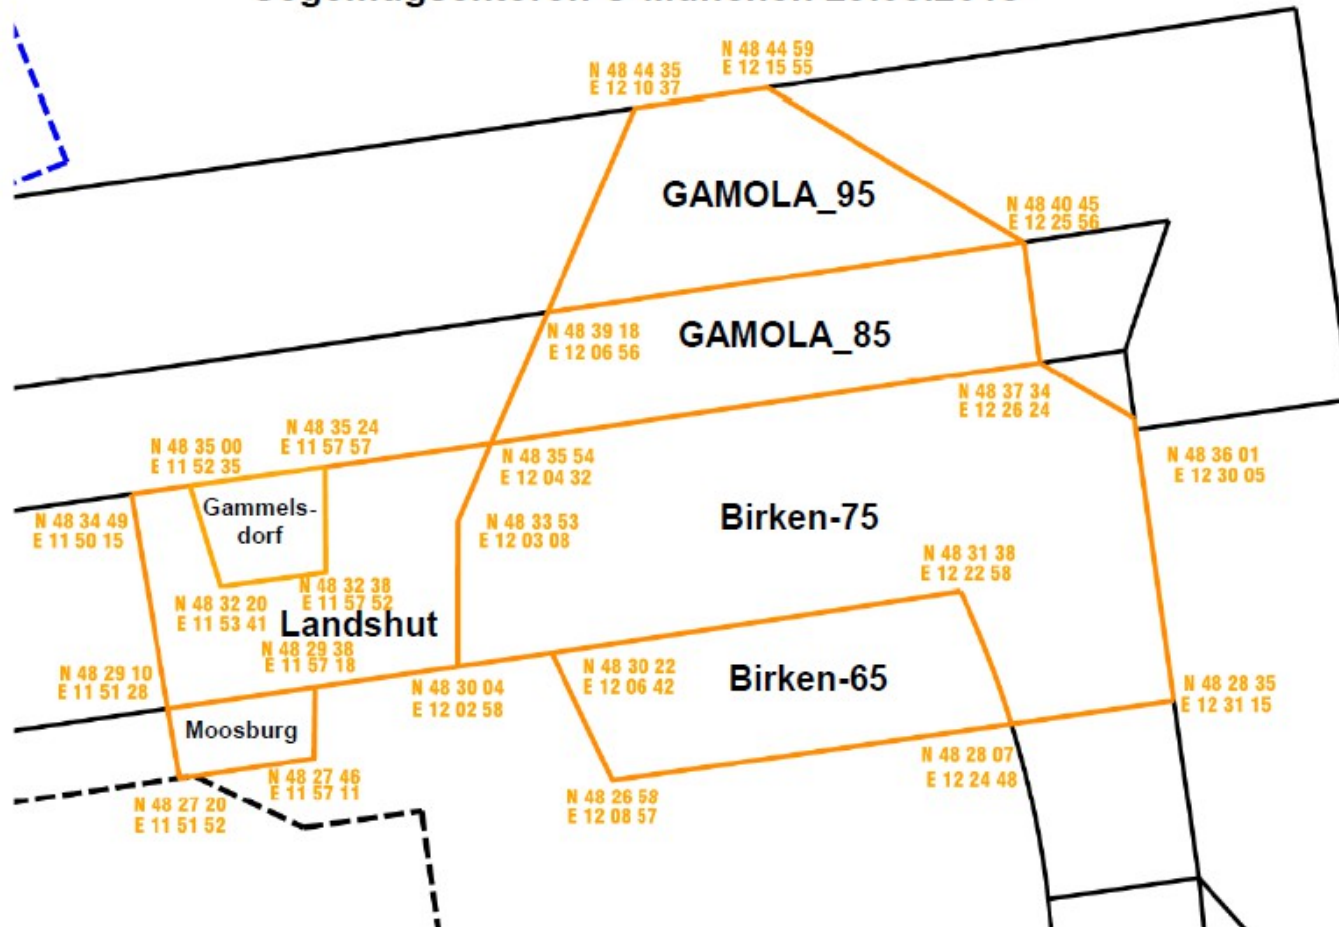 N 48 44 59
E 12 15 55
N 48 44 35
E 12 10 37
GAMOLA_95
N 48 40 45
E 12 25 56
N 48 39 18
E 12 06 56
GAMOLA_85
N 48 37 34
E 12 26 24
N 48 35 24
E 11 57 57
N 48 35 00
E 11 52 35
N 48 35 54
E 12 04 32
N 48 36 01
E 12 30 05
Gammels-
dorf
N 48 34 49
E 11 50 15
N 48 33 53
E 12 03 08
Birken-75
N 48 31 38
E 12 22 58
N 48 32 38
E 11 57 52
N 48 32 20
E 11 53 41
Landshut
N 48 29 38
E 11 57 18
N 48 29 10
E 11 51 28
N 48 30 04
E 12 02 58
N 48 30 22
E 12 06 42
Birken-65
N 48 28 35
E 12 31 15
Moosburg
N 48 28 07
E 12 24 48
N 48 27 46
E 11 57 11
N 48 27 20
E 11 51 52
N 48 26 58
E 12 08 57